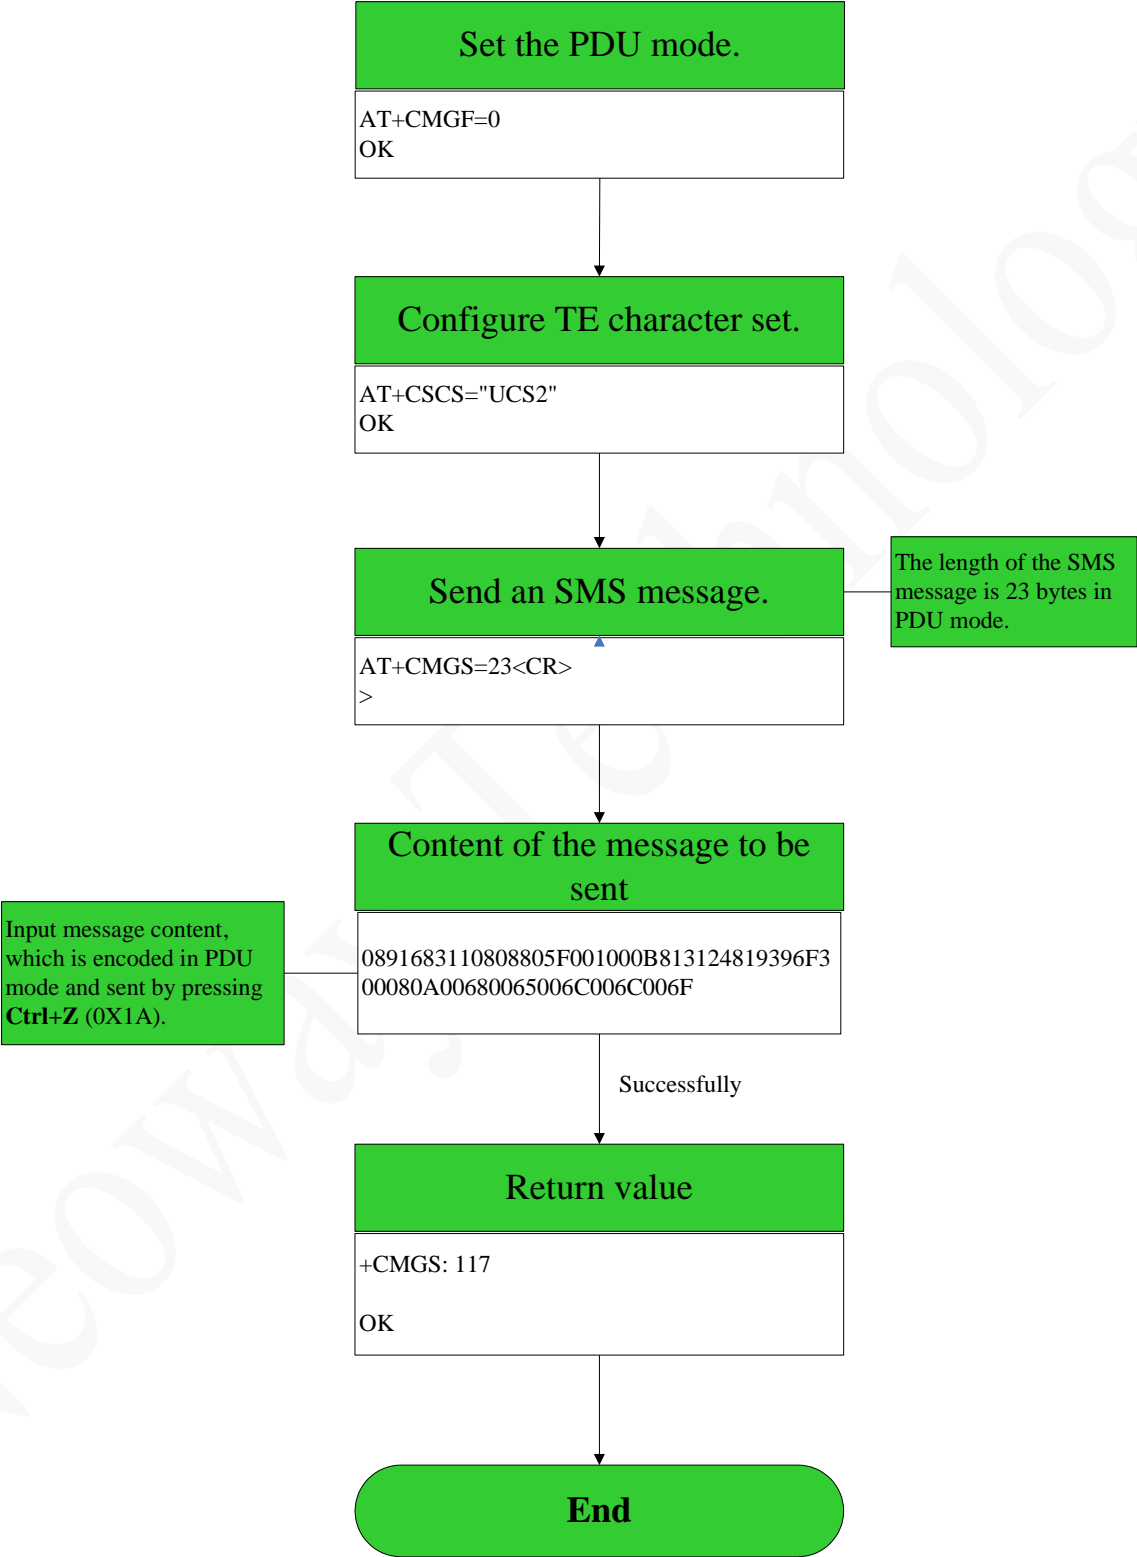 Set the PDU mode.
AT+CMGF=0
OK
Configure TE character set.
AT+CSCS="UCS2"
OK
Send an SMS message.
The length of the SMS
message is 23 bytes in
PDU mode.
AT+CMGS=23<CR>
>
Content of the message to be
sent
Input message content,
which is encoded in PDU
mode and sent by pressing
Ctrl+Z (0X1A).
0891683110808805F001000B813124819396F3
00080A00680065006C006C006F
Successfully
Return value
+CMGS: 117
OK
End